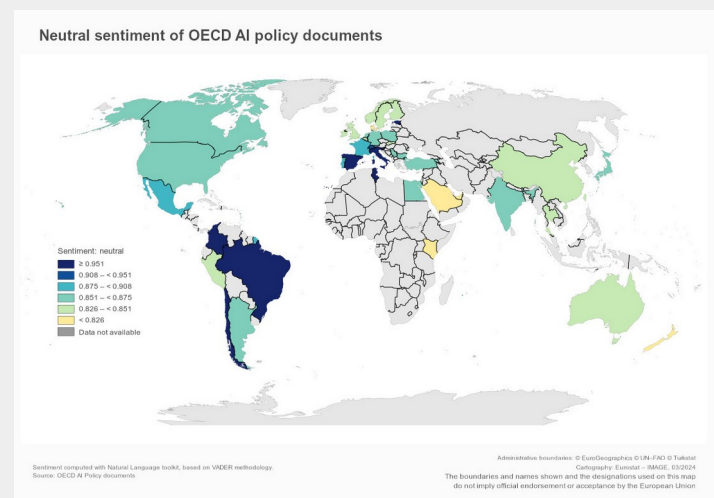 Neutral sentiment of OECD AI policy documents
Sentiment: neutral
≥ 0.951
0.908 – < 0.951
0.875 – < 0.908
0.851 – < 0.875
0.826 – < 0.851
< 0.826
Data not available
Sentiment computed with Natural Language toolkit, based on VADER methodology.
Source: OECD AI Policy documents
Administrative boundaries: © EuroGeographics © UN–FAO © Turkstat
Cartography: Eurostat – IMAGE, 03/2024
The boundaries and names shown and the designations used on this map
do not imply official endorsement or acceptance by the European Union